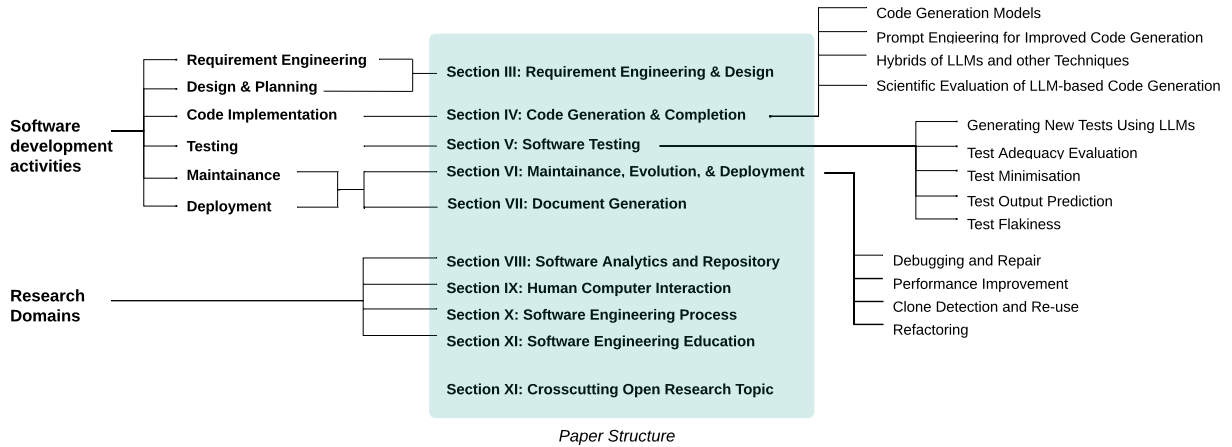 Software
development
activities
Requirement Engineering
Design & Planning
Code Implementation
Testing
Maintainance
Deployment
Research
Domains
Section III: Requirement Engineering & Design
Section IV: Code Generation & Completion
Section V: Software Testing
Section VI: Maintainance, Evolution, & Deployment
Section VII: Document Generation
Section VIII: Software Analytics and Repository
Section IX: Human Computer Interaction
Section X: Software Engineering Process
Section XI: Software Engineering Education
Section XI: Crosscutting Open Research Topic
Code Generation Models
Prompt Engieering for Improved Code Generation
Hybrids of LLMs and other Techniques
Scientific Evaluation of LLM-based Code Generation
Generating New Tests Using LLMs
Test Adequacy Evaluation
Test Minimisation
Test Output Prediction
Test Flakiness
Debugging and Repair
Performance Improvement
Clone Detection and Re-use
Refactoring
Paper Structure